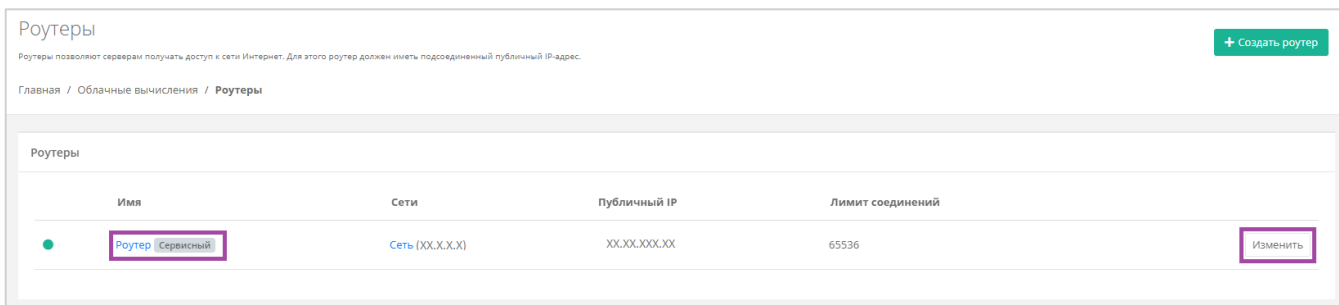 Роутеры
+ Создать роутер
Роутеры позволяют серверам получать доступ к сети Интернет. Для этого роутер должен иметь подсоединенный публичный IP-адрес.
Главная / Облачные вычисления / Роутеры
Роутеры
Имя Сети Публичный IP Лимит соединений
Роутер Сервисный Сеть (XX.X.X.X) XX.XX.XXX.XX 65536 Изменить